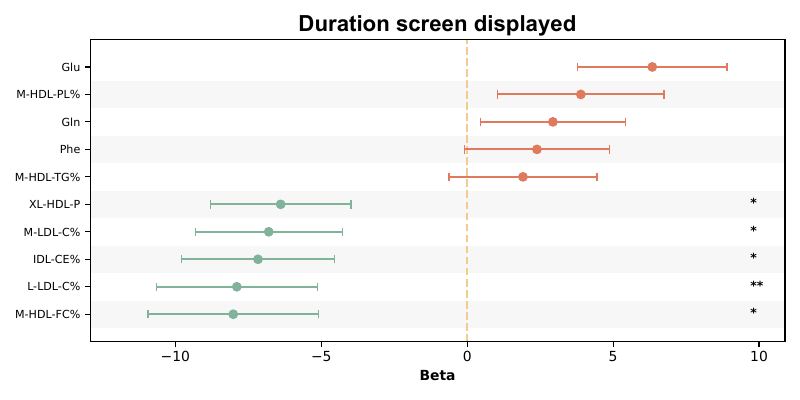 Duration screen displayed
Glu
M-HDL-PL%
Gln
Phe
M-HDL-TG%
XL-HDL-P *
M-LDL-C% *
IDL-CE% *
L-LDL-C% **
M-HDL-FC% *
−10 −5 0 5 10
Beta